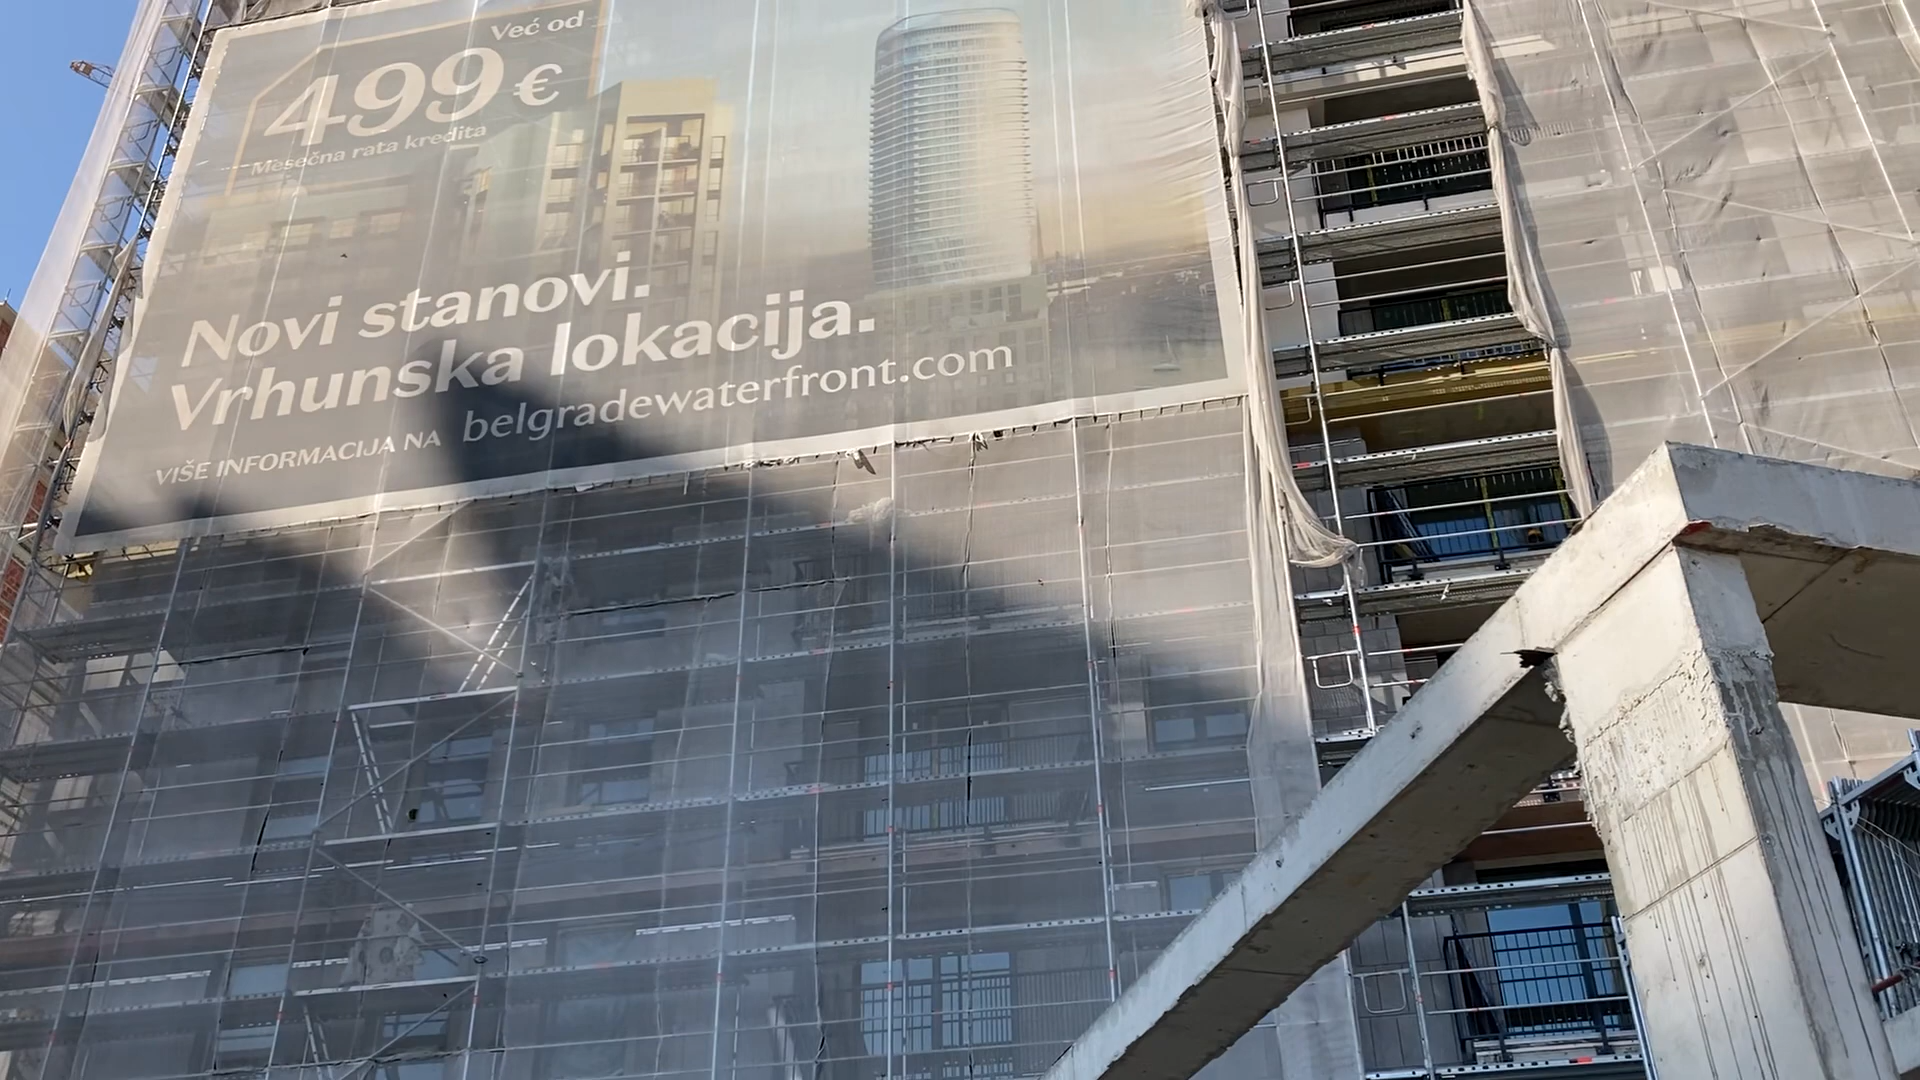 Već od
499 €
Mesečna rata kredita
Novi stanovi.
Vrhunska lokacija.
VIŠE INFORMACIJA NA belgradewaterfront.com